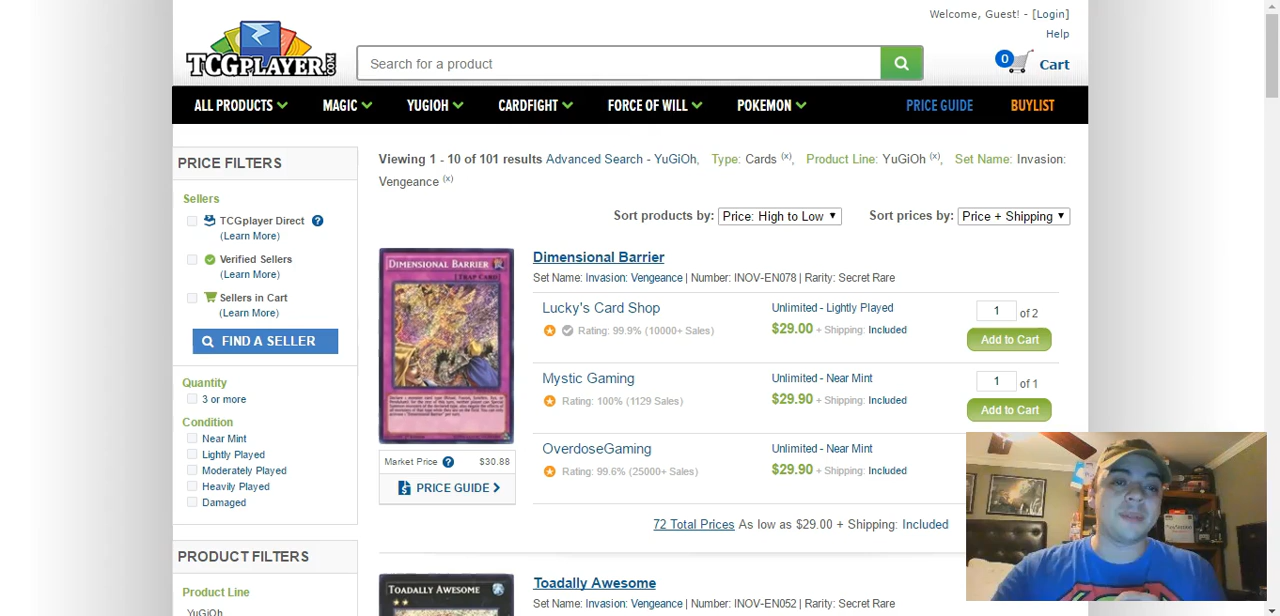 Welcome, Guest! - [Login]
Help
TCGPLAYER.COM
Search for a product
0 Cart
ALL PRODUCTS MAGIC YUGIOH CARDFIGHT FORCE OF WILL POKEMON PRICE GUIDE BUYLIST
PRICE FILTERS
Sellers
TCGplayer Direct ?
(Learn More)
Verified Sellers
(Learn More)
Sellers in Cart
(Learn More)
FIND A SELLER
Quantity
3 or more
Condition
Near Mint
Lightly Played
Moderately Played
Heavily Played
Damaged
PRODUCT FILTERS
Product Line
YuGiOh
Viewing 1 - 10 of 101 results Advanced Search - YuGiOh, Type: Cards (x), Product Line: YuGiOh (x), Set Name: Invasion:
Vengeance (x)
Sort products by: Price: High to Low ▼ Sort prices by: Price + Shipping ▼
DIMENSIONAL BARRIER
[TRAP CARD]
Market Price ? $30.88
PRICE GUIDE
Dimensional Barrier
Set Name: Invasion: Vengeance | Number: INOV-EN078 | Rarity: Secret Rare
Lucky's Card Shop Unlimited - Lightly Played 1 of 2
Rating: 99.9% (10000+ Sales) $29.00 + Shipping: Included Add to Cart
Mystic Gaming Unlimited - Near Mint 1 of 1
Rating: 100% (1129 Sales) $29.90 + Shipping: Included Add to Cart
OverdoseGaming Unlimited - Near Mint
Rating: 99.6% (25000+ Sales) $29.90 + Shipping: Included
72 Total Prices As low as $29.00 + Shipping: Included
TOADALLY AWESOME
Toadally Awesome
Set Name: Invasion: Vengeance | Number: INOV-EN052 | Rarity: Secret Rare